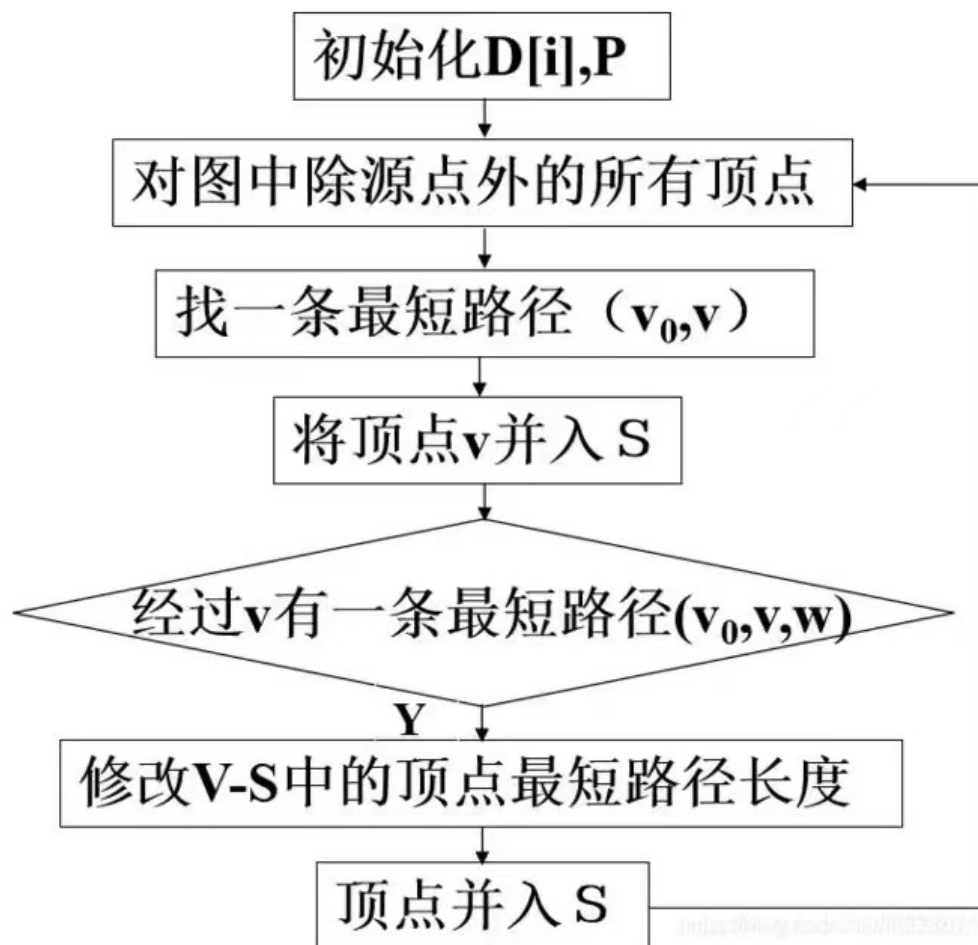 初始化D[i],P
对图中除源点外的所有顶点
找一条最短路径（v₀,v）
将顶点v并入S
经过v有一条最短路径(v₀,v,w)
Y
修改V-S中的顶点最短路径长度
顶点并入S